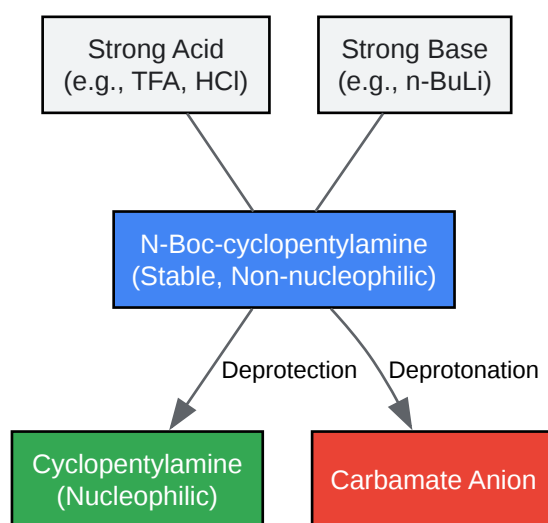 Strong Acid
(e.g., TFA, HCl)
Strong Base
(e.g., n-BuLi)
N-Boc-cyclopentylamine
(Stable, Non-nucleophilic)
Deprotection
Deprotonation
Cyclopentylamine
(Nucleophilic)
Carbamate Anion